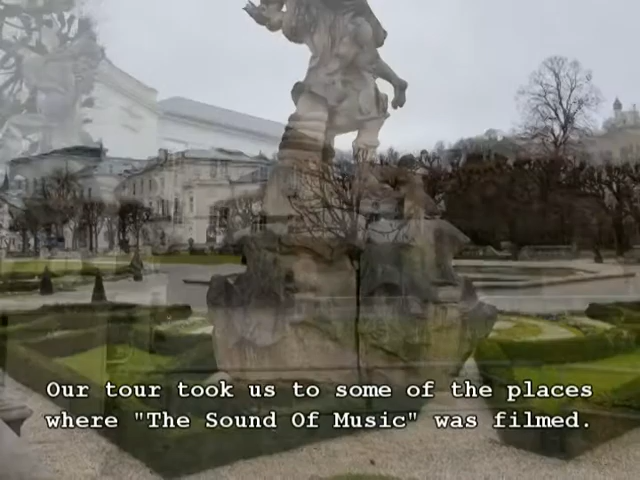 Our tour took us to some of the places
where "The Sound Of Music" was filmed.